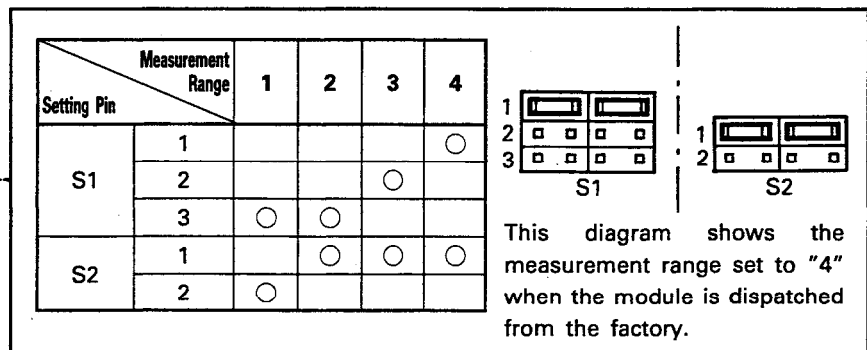 Measurement
Range 1 2 3 4
Setting Pin
S1 1 ○
2 ○
3 ○ ○
S2 1 ○ ○ ○
2 ○
1
2
3
S1
1
2
S2
This diagram shows the
measurement range set to "4"
when the module is dispatched
from the factory.